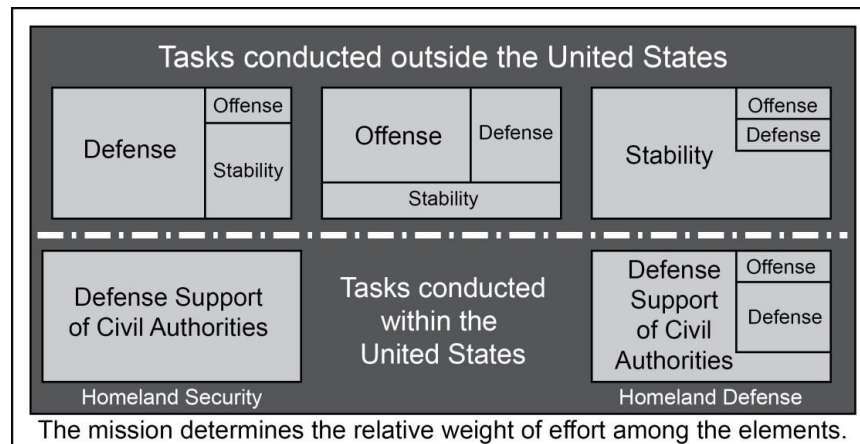 Tasks conducted outside the United States
Defense
Offense
Stability
Offense
Defense
Stability
Stability
Offense
Defense
Defense Support
of Civil Authorities
Homeland Security
Tasks conducted
within the
United States
Defense
Support
of Civil
Authorities
Offense
Defense
Homeland Defense
The mission determines the relative weight of effort among the elements.